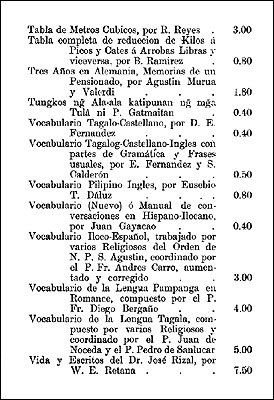 Tabla de Metros Cubicos, por R. Reyes . 3.00
Tabla completa de reduccion de Kilos á
Picos y Cates á Arrobas Libras y
viceversa, por B. Ramirez . 0.80
Tres Años en Alemania, Memorias de un
Pensionado, por Agustin Murua
y Valerdi . . . 1.80
Tungkos ng̃ Ala-ala katipunan ng̃ mg̃a
Tulá ni P. Gatmaitan . 0.40
Vocabulario Tagalo-Castellano, por D. E.
Fernandez . . . 0.40
Vocabulario Tagalog-Castellano-Ingles con
partes de Gramática y Frases
usuales, por E. Fernandez y S.
Calderón . . . 0.50
Vocabulario Pilipino Ingles, por Eusebio
T. Dáluz . . . 0.80
Vocabulario (Nuevo) ó Manual de con-
versaciones en Hispano-Ilocano,
por Juan Gayacao . 0.40
Vocabulario Iloco-Español, trabajado por
varios Religiosos del Orden de
N. P. S. Agustin, coordinado por
el P. Fr. Andres Carro, aumen-
tado y corregido . . 3.00
Vocabulario de la Lengua Pampanga en
Romance, compuesto por el P.
Fr. Diego Bergaño . . 4.00
Vocabulario de la Lengua Tagala, com-
puesto por varios Religiosos y
coordinado por el P. Juan de
Noceda y el P. Pedro de Sanlucar 5.00
Vida y Escritos del Dr. José Rizal, por
W. E. Retana . . 7.50